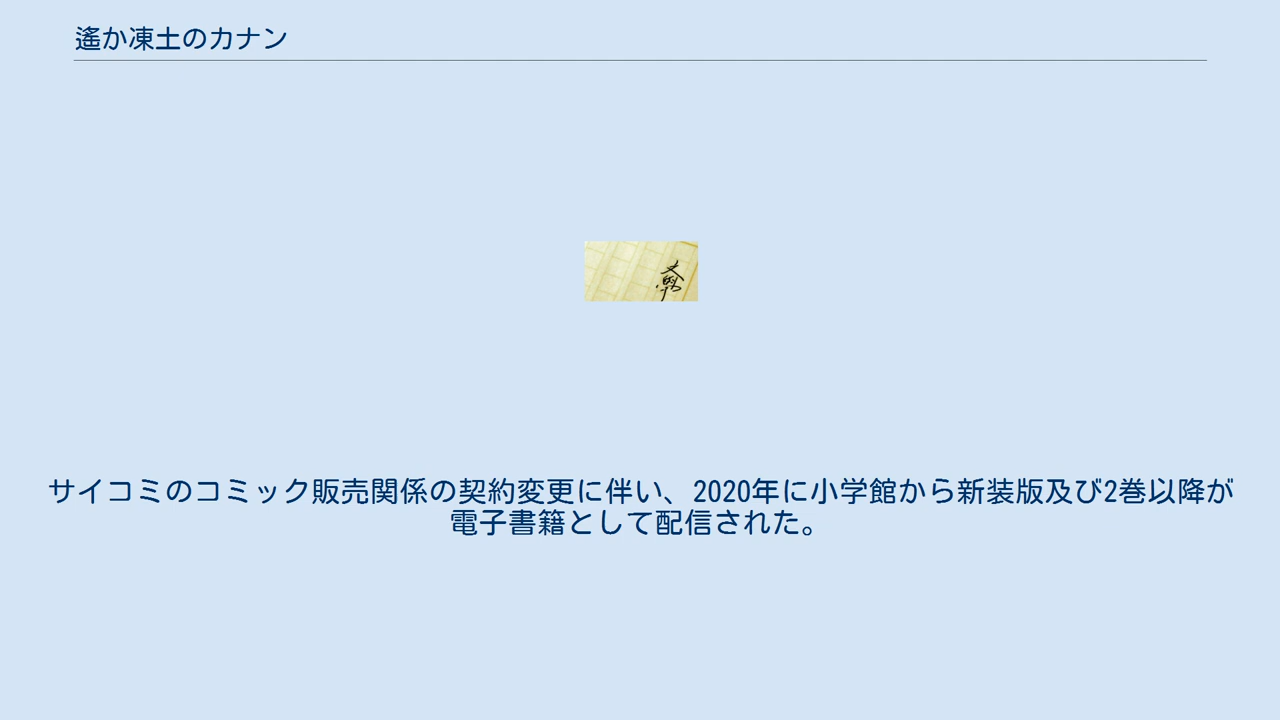 遙か凍土のカナン
サイコミのコミック販売関係の契約変更に伴い、2020年に小学館から新装版及び2巻以降が
電子書籍として配信された。